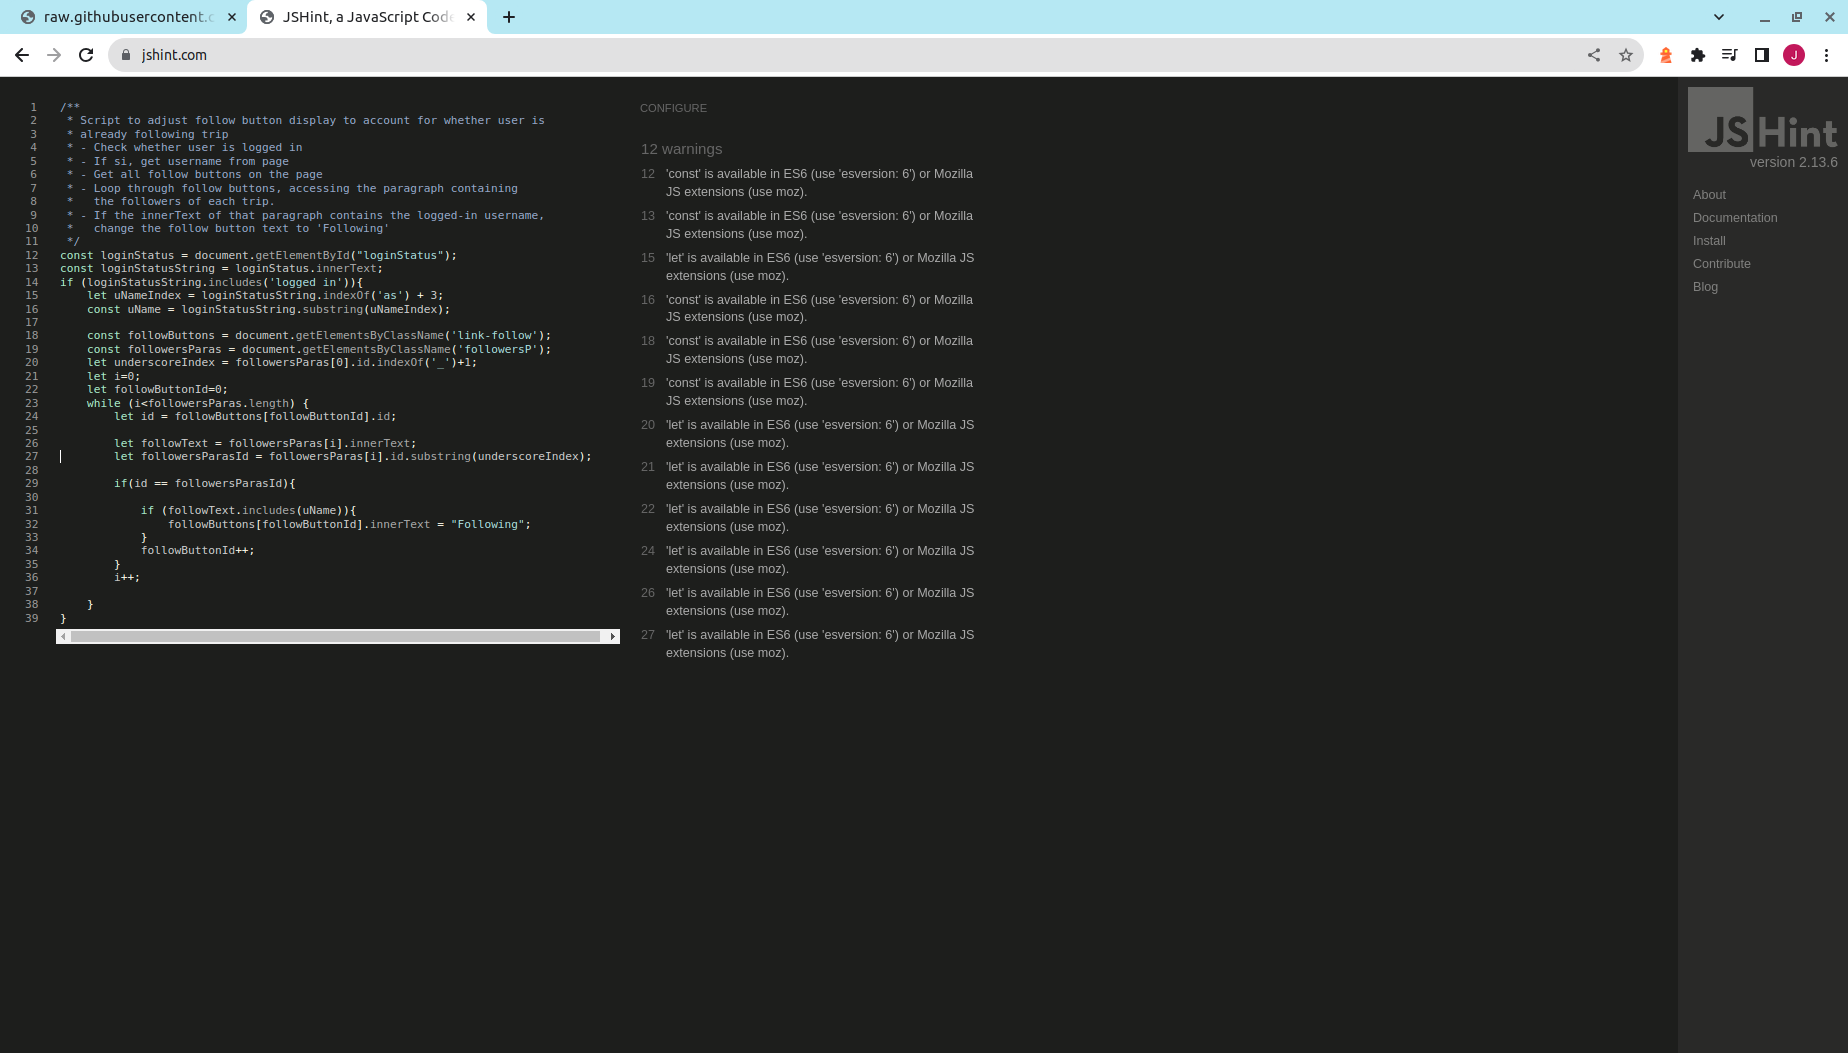 raw.githubusercontent.c
JSHint, a JavaScript Code
jshint.com
J
1 /**
2 * Script to adjust follow button display to account for whether user is
3 * already following trip
4 * - Check whether user is logged in
5 * - If si, get username from page
6 * - Get all follow buttons on the page
7 * - Loop through follow buttons, accessing the paragraph containing
8 *   the followers of each trip.
9 * - If the innerText of that paragraph contains the logged-in username,
10 *   change the follow button text to 'Following'
11 */
12 const loginStatus = document.getElementById("loginStatus");
13 const loginStatusString = loginStatus.innerText;
14 if (loginStatusString.includes('logged in')){
15     let uNameIndex = loginStatusString.indexOf('as') + 3;
16     const uName = loginStatusString.substring(uNameIndex);
17
18     const followButtons = document.getElementsByClassName('link-follow');
19     const followersParas = document.getElementsByClassName('followersP');
20     let underscoreIndex = followersParas[0].id.indexOf('_')+1;
21     let i=0;
22     let followButtonId=0;
23     while (i<followersParas.length) {
24         let id = followButtons[followButtonId].id;
25
26         let followText = followersParas[i].innerText;
27         let followersParasId = followersParas[i].id.substring(underscoreIndex);
28
29         if(id == followersParasId){
30
31             if (followText.includes(uName)){
32                 followButtons[followButtonId].innerText = "Following";
33             }
34             followButtonId++;
35         }
36         i++;
37
38     }
39 }
CONFIGURE
12 warnings
12 'const' is available in ES6 (use 'esversion: 6') or Mozilla
JS extensions (use moz).
13 'const' is available in ES6 (use 'esversion: 6') or Mozilla
JS extensions (use moz).
15 'let' is available in ES6 (use 'esversion: 6') or Mozilla JS
extensions (use moz).
16 'const' is available in ES6 (use 'esversion: 6') or Mozilla
JS extensions (use moz).
18 'const' is available in ES6 (use 'esversion: 6') or Mozilla
JS extensions (use moz).
19 'const' is available in ES6 (use 'esversion: 6') or Mozilla
JS extensions (use moz).
20 'let' is available in ES6 (use 'esversion: 6') or Mozilla JS
extensions (use moz).
21 'let' is available in ES6 (use 'esversion: 6') or Mozilla JS
extensions (use moz).
22 'let' is available in ES6 (use 'esversion: 6') or Mozilla JS
extensions (use moz).
24 'let' is available in ES6 (use 'esversion: 6') or Mozilla JS
extensions (use moz).
26 'let' is available in ES6 (use 'esversion: 6') or Mozilla JS
extensions (use moz).
27 'let' is available in ES6 (use 'esversion: 6') or Mozilla JS
extensions (use moz).
JSHint
version 2.13.6
About
Documentation
Install
Contribute
Blog